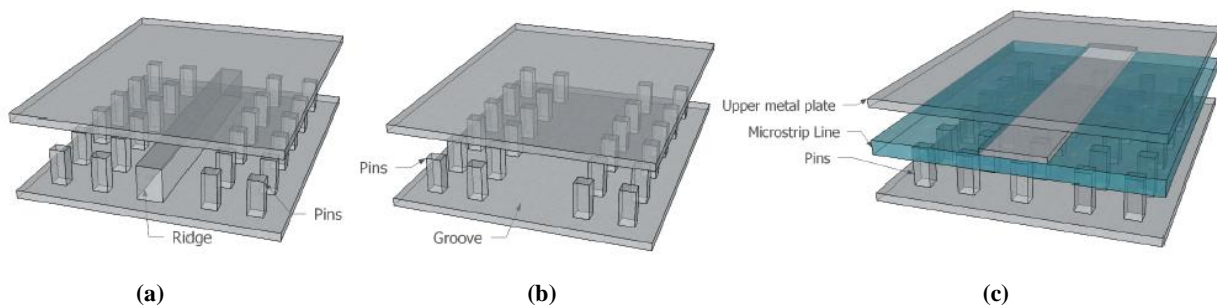 Pins
Ridge
(a)
Pins
Groove
(b)
Upper metal plate
Microstrip Line
Pins
(c)